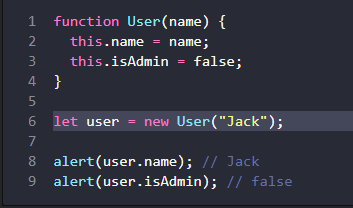 1 function User(name) {
2   this.name = name;
3   this.isAdmin = false;
4 }
5
6 let user = new User("Jack");
7
8 alert(user.name); // Jack
9 alert(user.isAdmin); // false